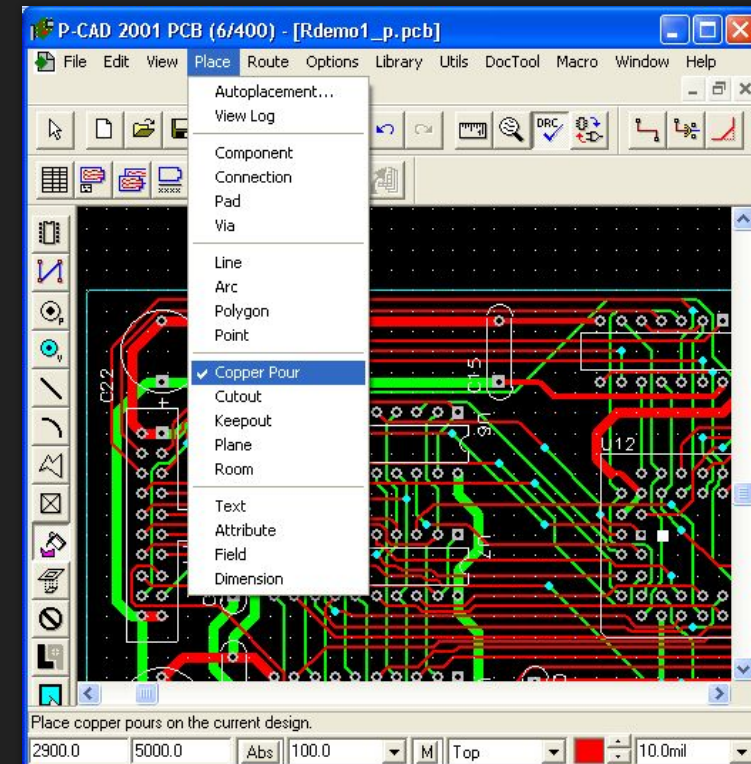 P-CAD 2001 PCB (6/400) - [Rdemo1_p.pcb]
File Edit View Place Route Options Library Utils DocTool Macro Window Help
Autoplacement...
View Log
DRC
Component
Connection
Pad
Via
Line
Arc
Polygon
Point
Copper Pour
Cutout
Keepout
Plane
Room
Text
Attribute
Field
Dimension
C22
C15
U12
U7
Place copper pours on the current design.
2900.0 5000.0 Abs 100.0 M Top 10.0mil